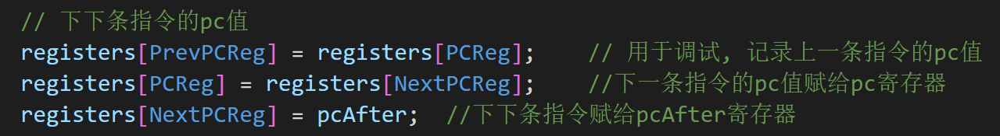 // 下下条指令的pc值
registers[PrevPCReg] = registers[PCReg];    // 用于调试, 记录上一条指令的pc值
registers[PCReg] = registers[NextPCReg];    //下一条指令的pc值赋给pc寄存器
registers[NextPCReg] = pcAfter;  //下下条指令赋给pcAfter寄存器